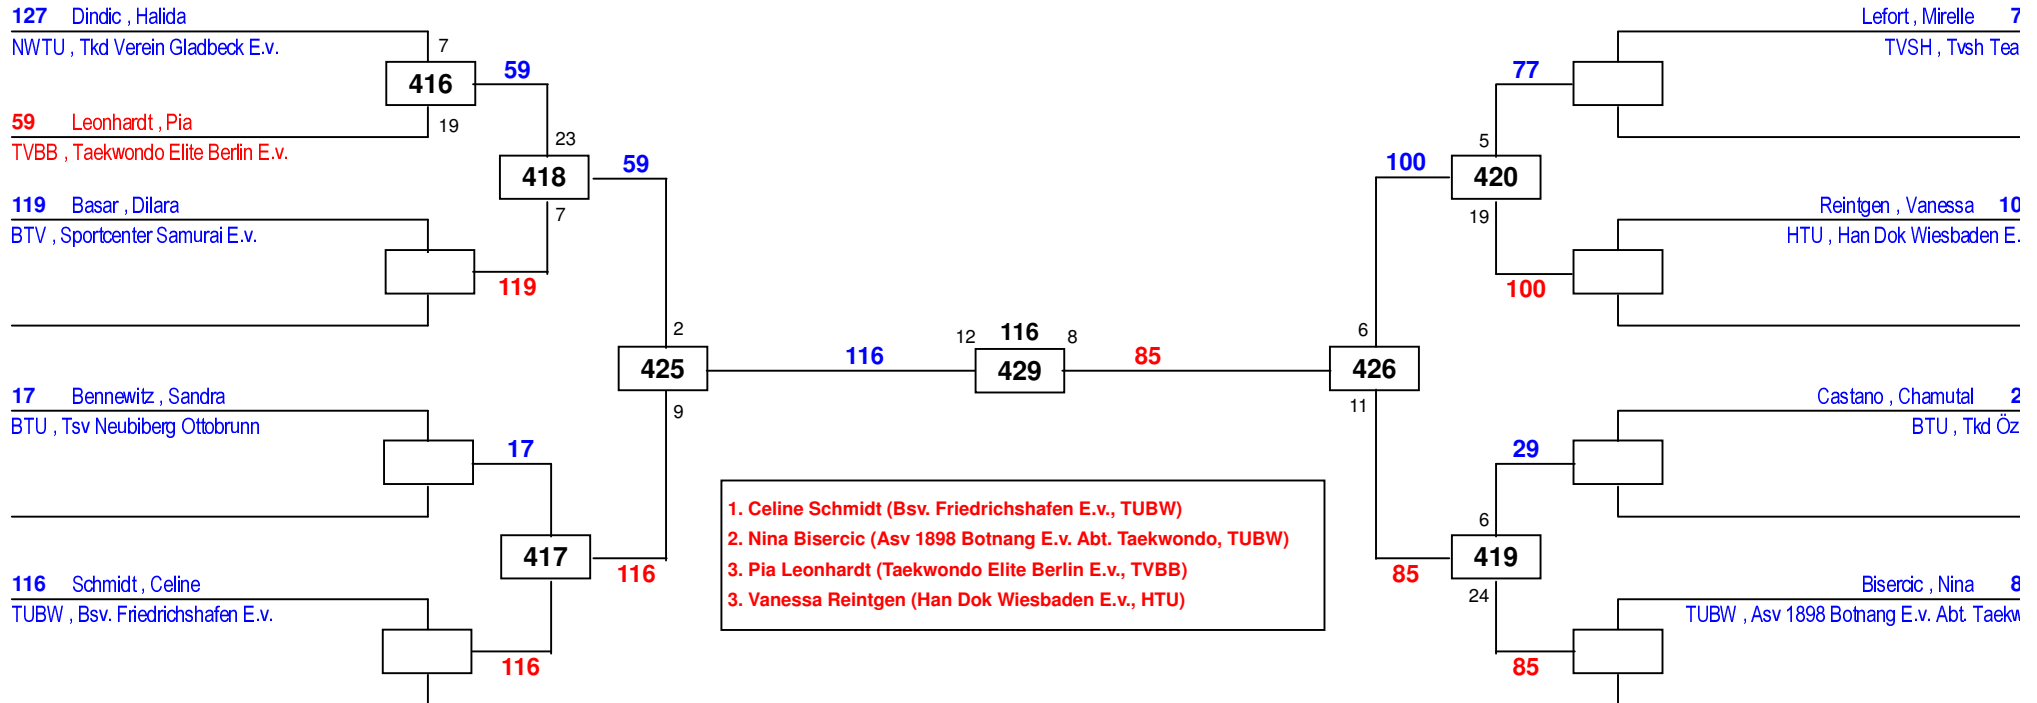 127 Dindic , Halida
NWTU , Tkd Verein Gladbeck E.v.
7
416
59
19
59 Leonhardt , Pia
TVBB , Taekwondo Elite Berlin E.v.
23
418
59
7
119 Basar , Dilara
BTV , Sportcenter Samurai E.v.
119
2
425
116
9
17 Bennewitz , Sandra
BTU , Tsv Neubiberg Ottobrunn
17
417
116
116 Schmidt , Celine
TUBW , Bsv. Friedrichshafen E.v.
116
12 116 8
429
85
1. Celine Schmidt (Bsv. Friedrichshafen E.v., TUBW)
2. Nina Bisercic (Asv 1898 Botnang E.v. Abt. Taekwondo, TUBW)
3. Pia Leonhardt (Taekwondo Elite Berlin E.v., TVBB)
3. Vanessa Reintgen (Han Dok Wiesbaden E.v., HTU)
Lefort , Mirelle 7
TVSH , Tvsh Tea
77
5
100
420
19
Reintgen , Vanessa 10
HTU , Han Dok Wiesbaden E.
100
6
426
11
Castano , Chamutal 2
BTU , Tkd Öz
29
6
419
85
24
Bisercic , Nina 8
TUBW , Asv 1898 Botnang E.v. Abt. Taekw
85